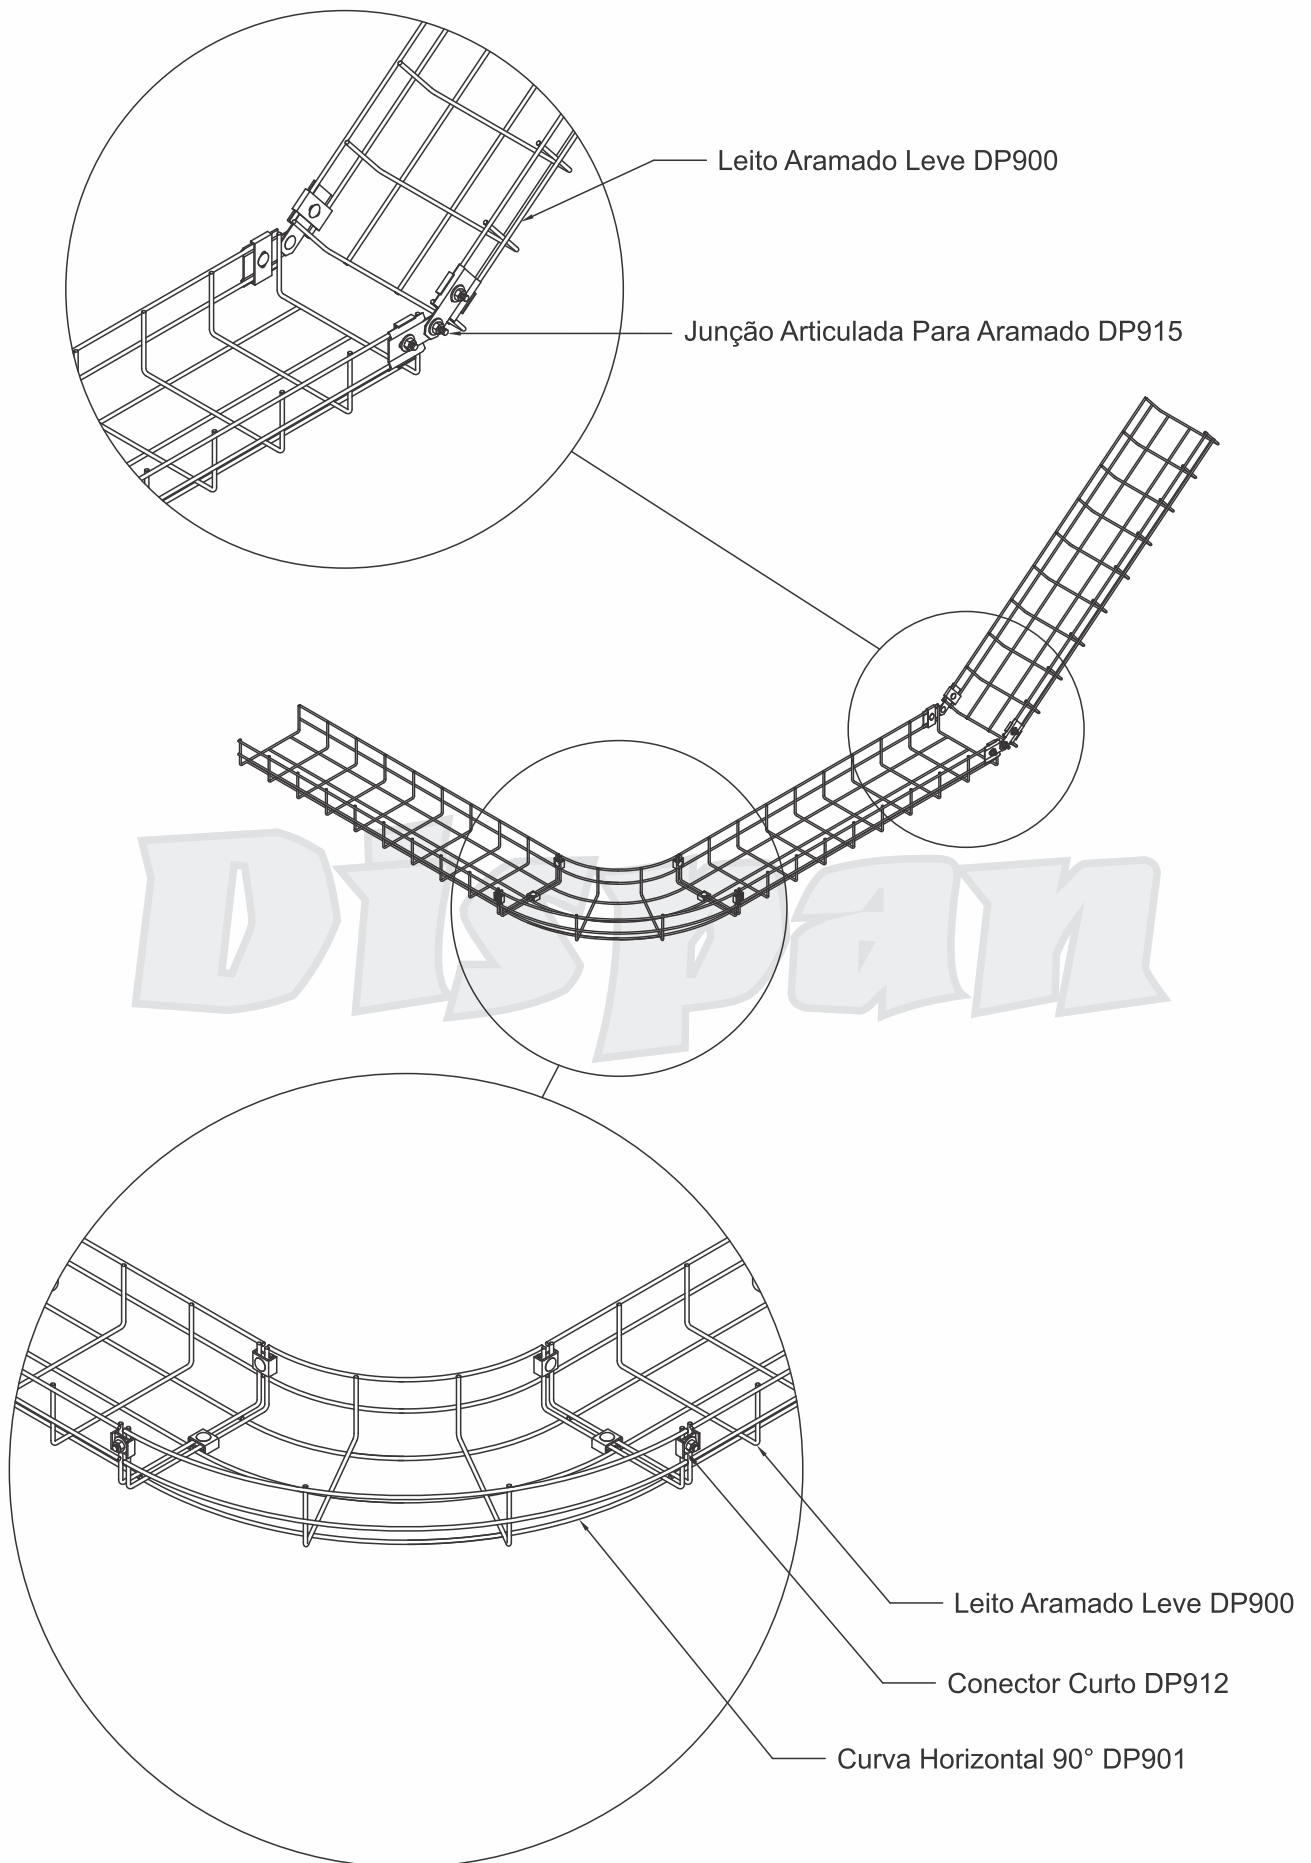 Leito Aramado Leve DP900
Junção Articulada Para Aramado DP915
Dispan
Leito Aramado Leve DP900
Conector Curto DP912
Curva Horizontal 90° DP901